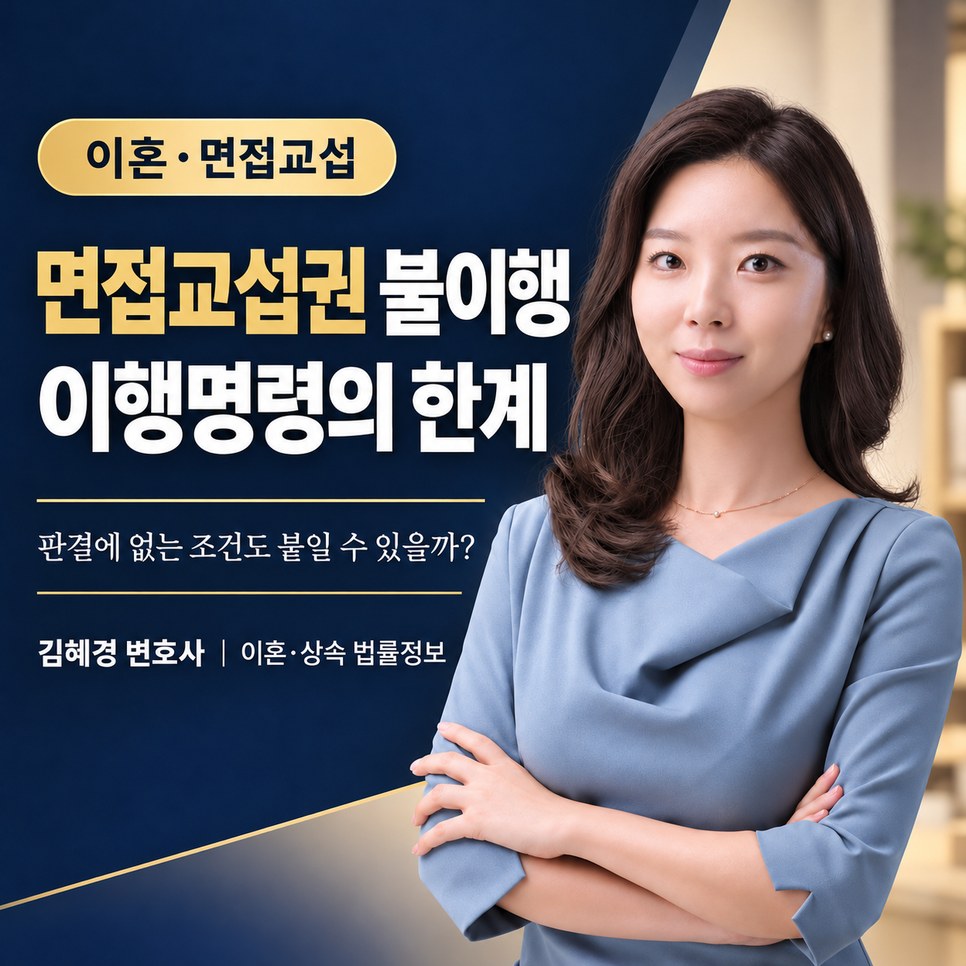 이혼·면접교섭
면접교섭권 불이행
이행명령의 한계
판결에 없는 조건도 붙일 수 있을까?
김혜경 변호사 | 이혼·상속 법률정보